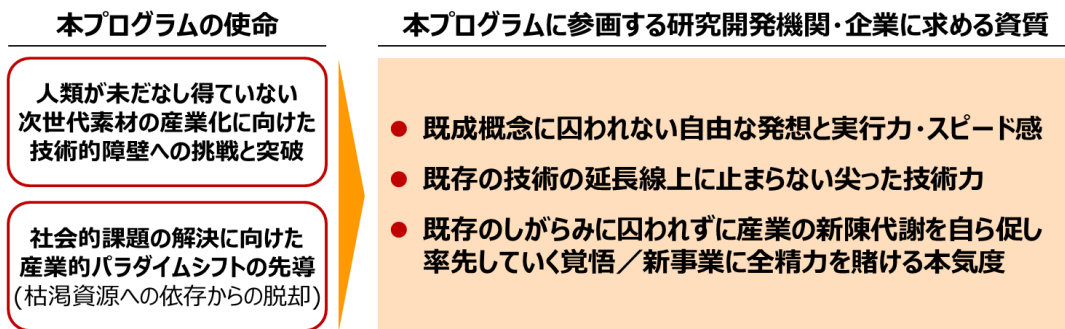 本プログラムの使命
人類が未だなし得ていない
次世代素材の産業化に向けた
技術的障壁への挑戦と突破
社会的課題の解決に向けた
産業的パラダイムシフトの先導
(枯渇資源への依存からの脱却)
本プログラムに参画する研究開発機関・企業に求める資質
● 既成概念に囚われない自由な発想と実行力・スピード感
● 既存の技術の延長線上に止まらない尖った技術力
● 既存のしがらみに囚われずに産業の新陳代謝を自ら促し
率先していく覚悟／新事業に全精力を賭ける本気度